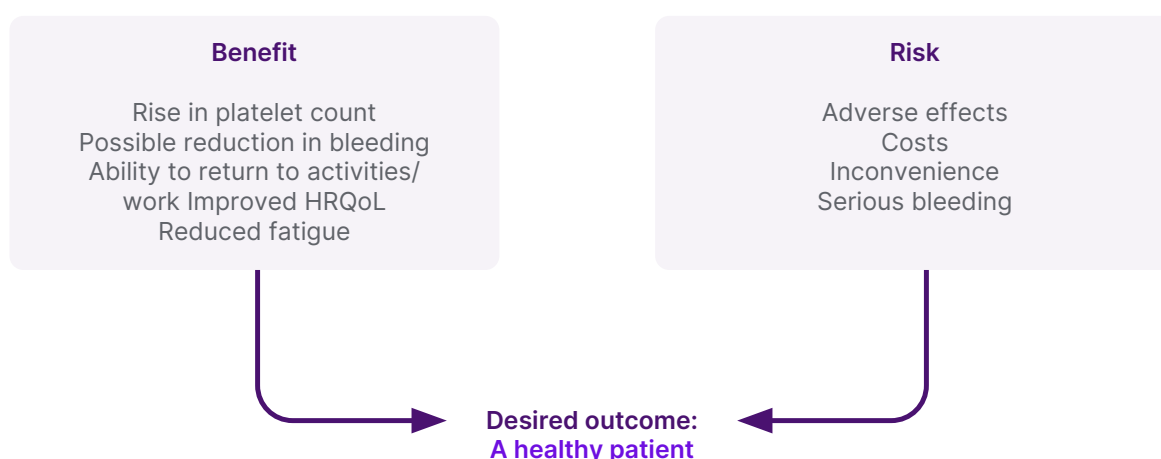 Benefit
Rise in platelet count
Possible reduction in bleeding
Ability to return to activities/
work Improved HRQoL
Reduced fatigue
Risk
Adverse effects
Costs
Inconvenience
Serious bleeding
Desired outcome:
A healthy patient